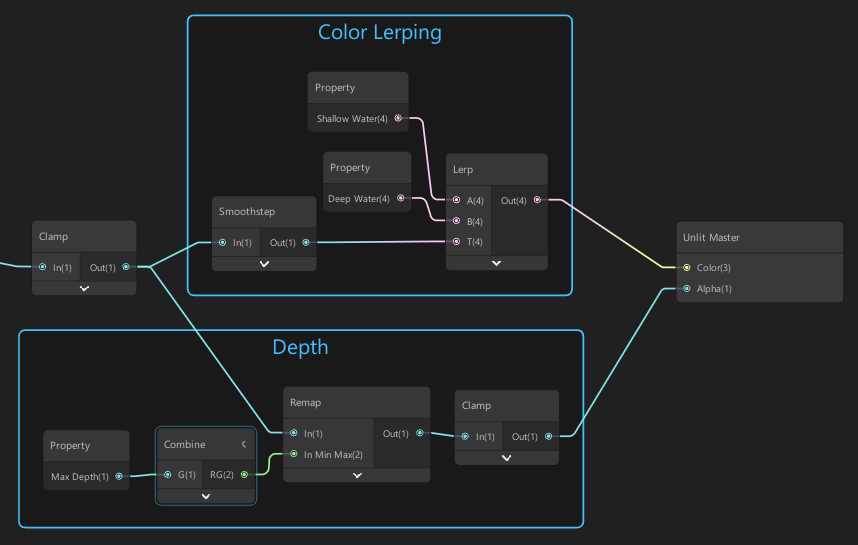 Color Lerping
Property
Shallow Water(4)
Property
Deep Water(4)
Lerp
A(4)
Out(4)
B(4)
T(4)
Smoothstep
In(1)
Out(1)
Clamp
In(1)
Out(1)
Unlit Master
Color(3)
Alpha(1)
Depth
Property
Max Depth(1)
Combine
G(1)
RG(2)
Remap
In(1)
Out(1)
In Min Max(2)
Clamp
In(1)
Out(1)